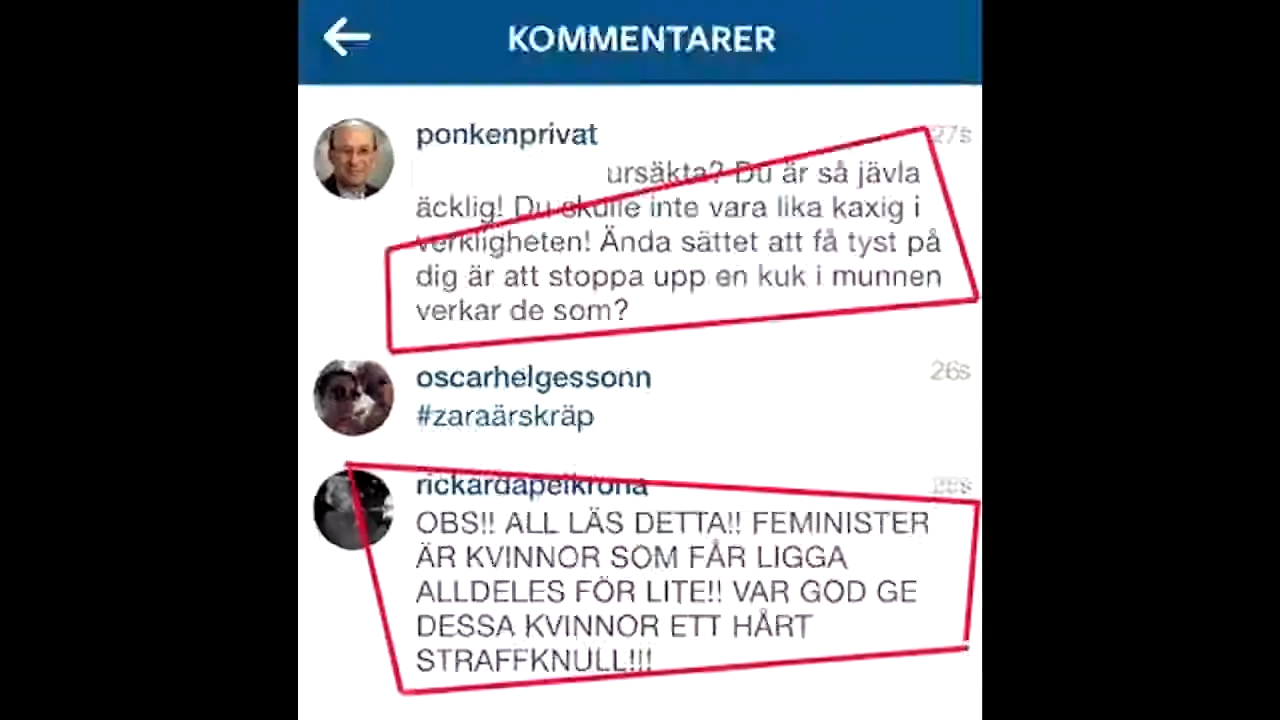 KOMMENTARER
ponkenprivat
27s
ursäkta? Du är så jävla
äcklig! Du skulle inte vara lika kaxig i
verkligheten! Ända sättet att få tyst på
dig är att stoppa upp en kuk i munnen
verkar de som?
oscarhelgessonn
26s
#zaraärskräp
rickardapelkrona
OBS!! ALL LÄS DETTA!! FEMINISTER
ÄR KVINNOR SOM FÅR LIGGA
ALLDELES FÖR LITE!! VAR GOD GE
DESSA KVINNOR ETT HÅRT
STRAFFKNULL!!!